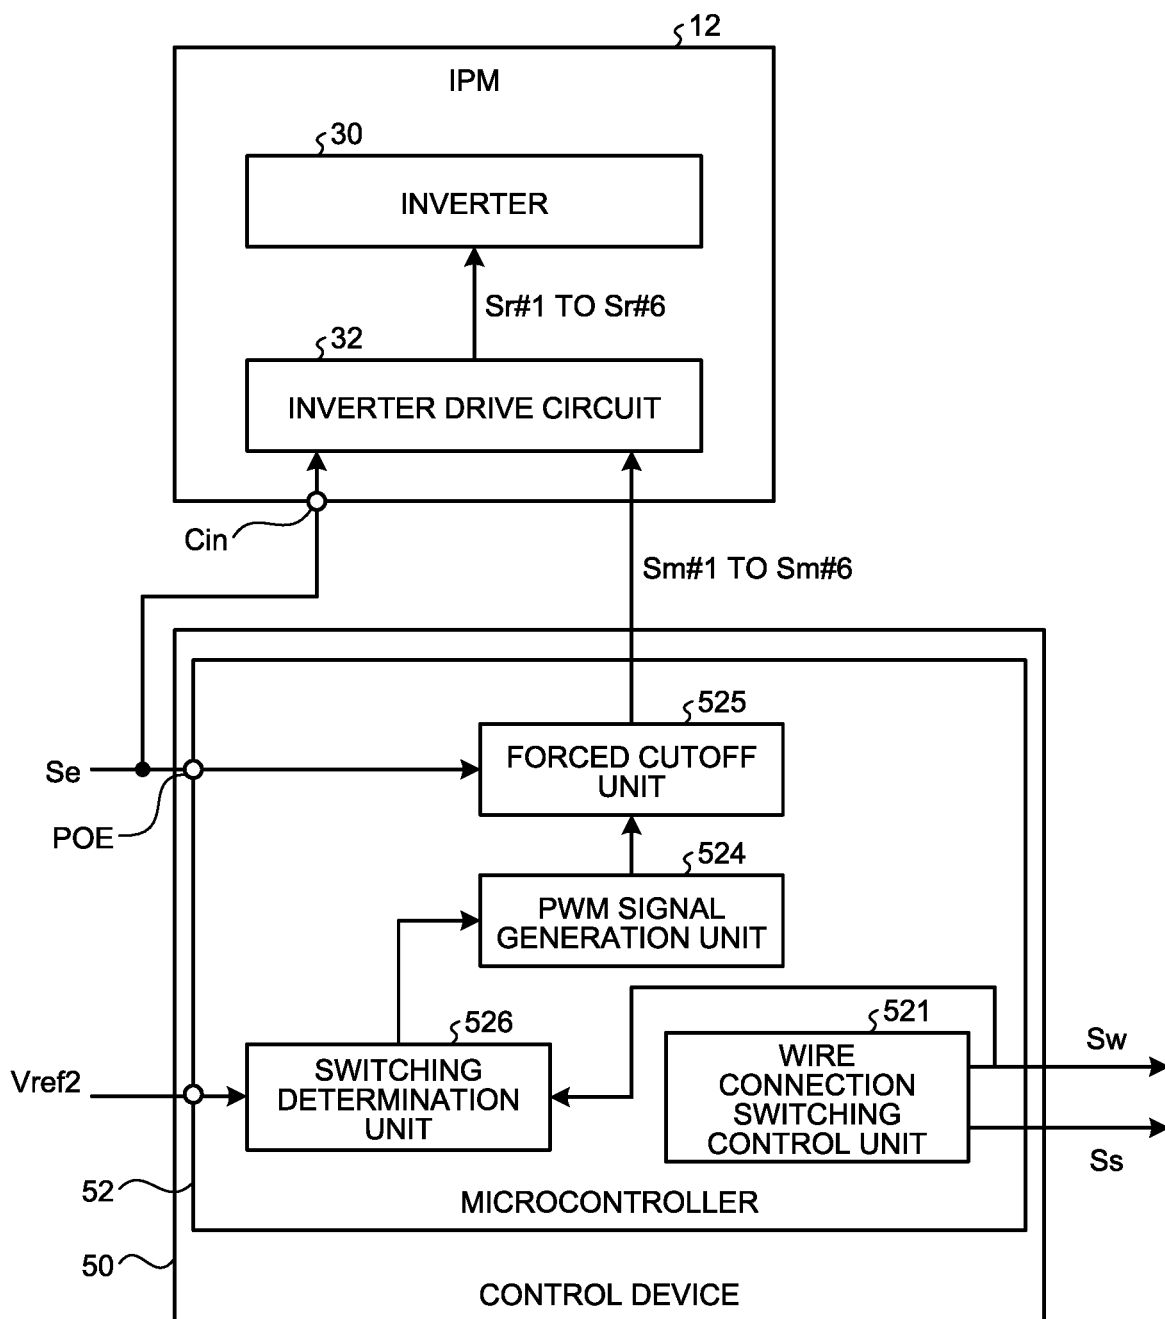 12
IPM
30
INVERTER
Sr#1 TO Sr#6
32
INVERTER DRIVE CIRCUIT
Cin
Sm#1 TO Sm#6
525
FORCED CUTOFF
UNIT
Se
POE
524
PWM SIGNAL
GENERATION UNIT
526
SWITCHING
DETERMINATION
UNIT
521
WIRE
CONNECTION
SWITCHING
CONTROL UNIT
Sw
Vref2
Ss
52
MICROCONTROLLER
50
CONTROL DEVICE